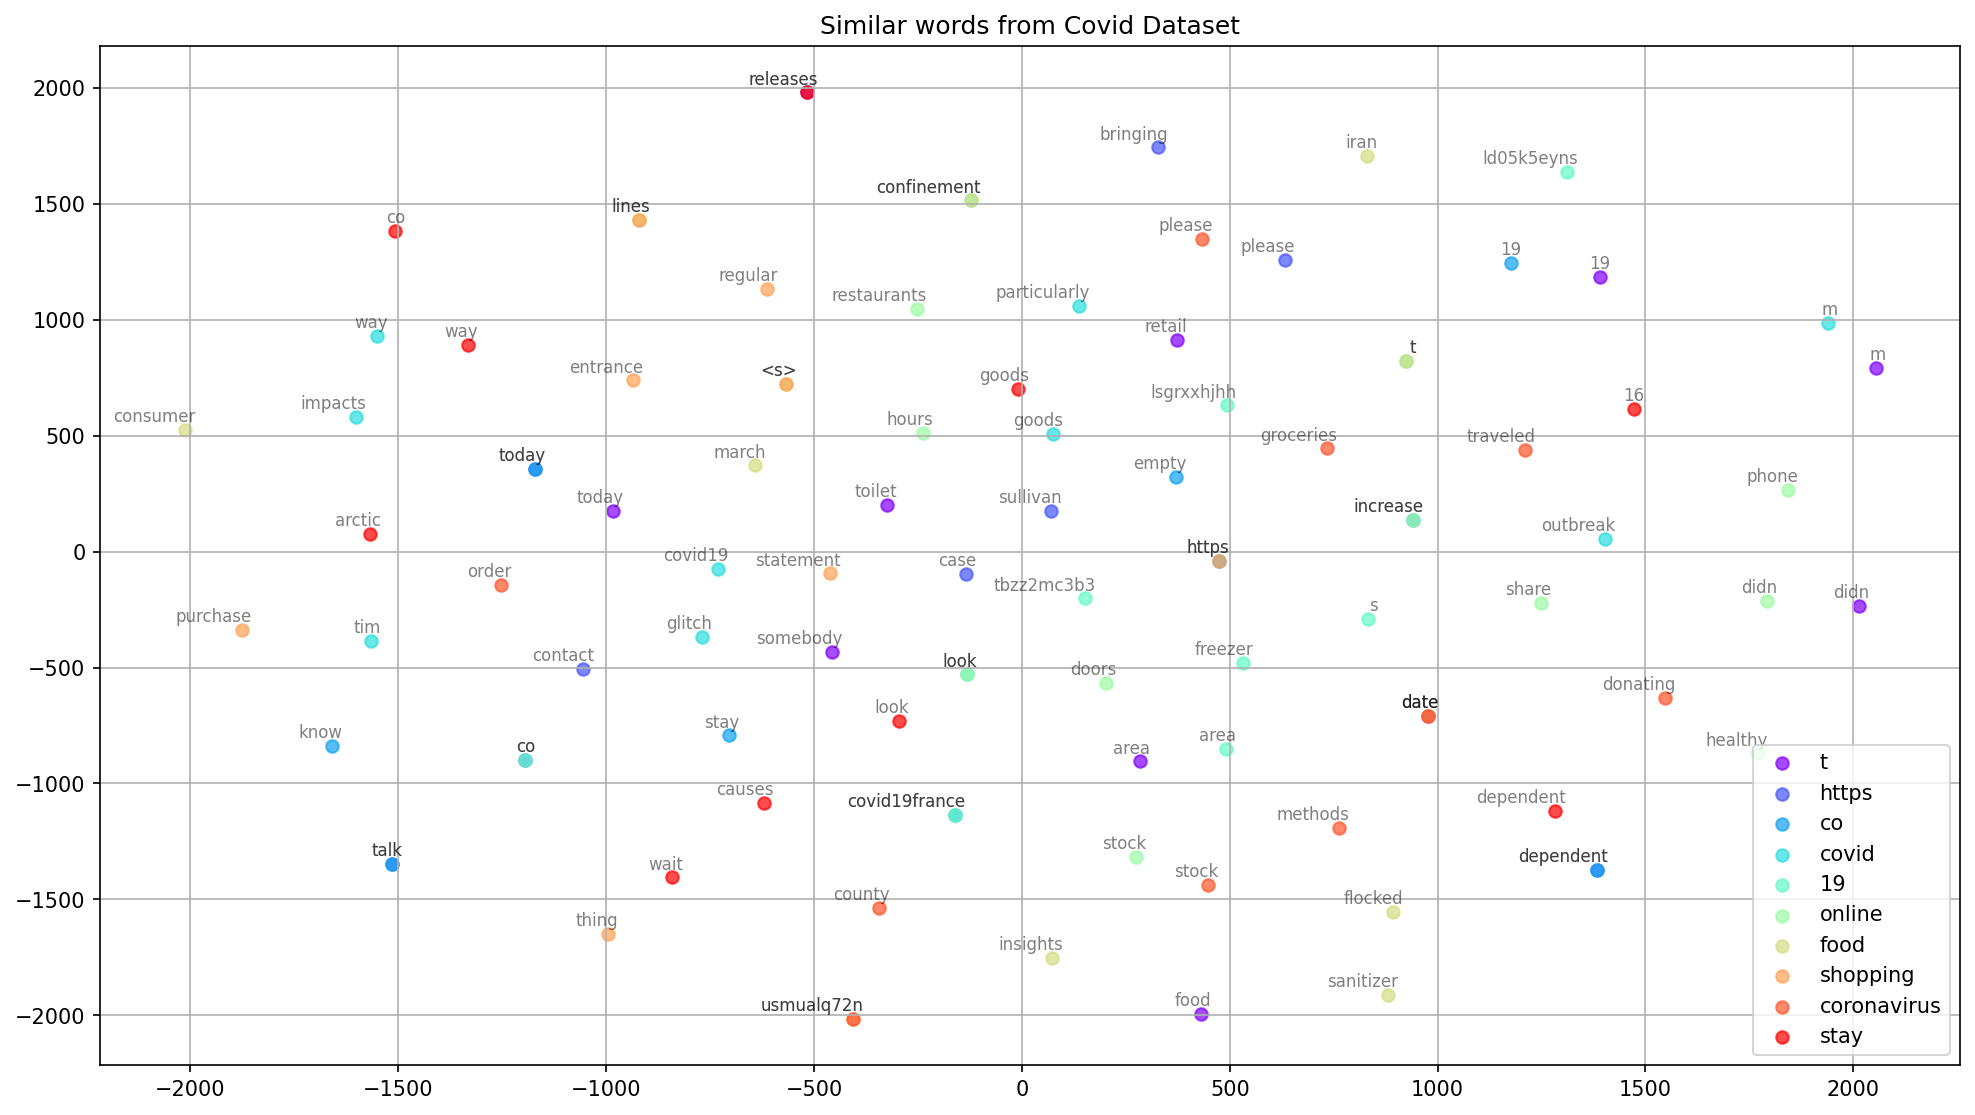 Similar words from Covid Dataset
releases
2000
bringing
iran
ld05k5eyns
confinement
lines
1500
co
please
please
19
19
regular
restaurants
particularly
m
1000
way
way
retail
t
m
entrance
<s>
goods
lsgrxxhjhh
16
impacts
consumer
hours
goods
500
groceries
traveled
today
march
empty
phone
today
toilet
sullivan
increase
arctic
outbreak
0
https
covid19
statement
case
order
tbzz2mc3b3
share
didn
didn
purchase
tim
glitch
s
somebody
contact
look
freezer
−500
doors
donating
look
date
know
stay
co
area
area
healthy
−1000
causes
covid19france
methods
dependent
talk
wait
stock
stock
dependent
−1500
county
flocked
thing
insights
sanitizer
usmualq72n
food
−2000
t
https
co
covid
19
online
food
shopping
coronavirus
stay
−2000 −1500 −1000 −500 0 500 1000 1500 2000